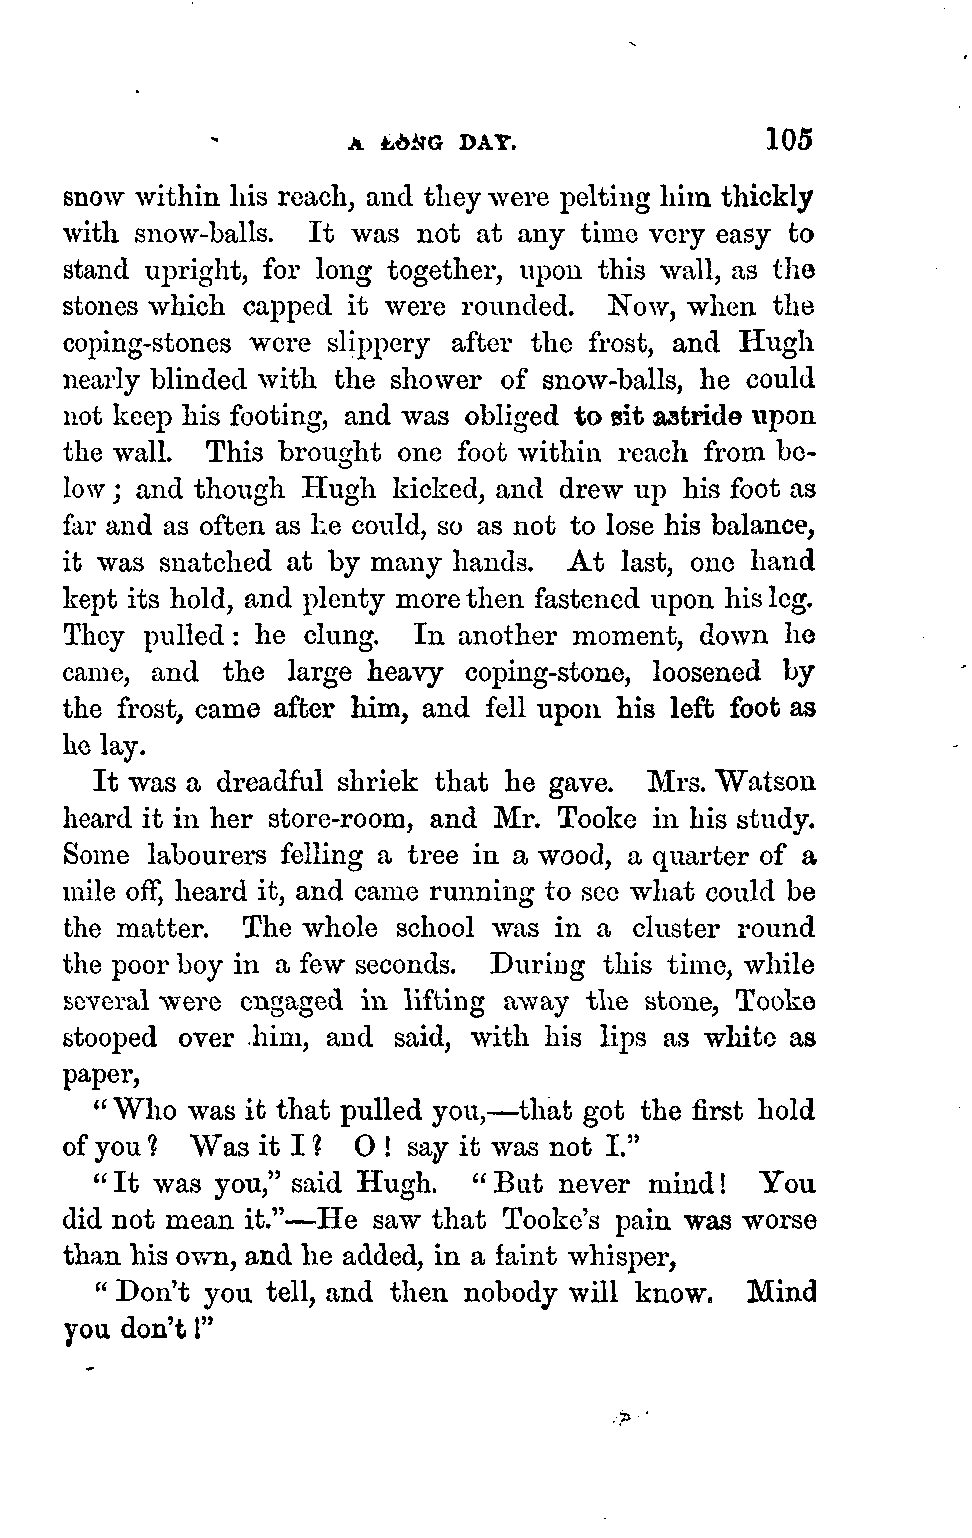 A LONG DAY. 105
snow within his reach, and they were pelting him thickly
with snow-balls. It was not at any time very easy to
stand upright, for long together, upon this wall, as the
stones which capped it were rounded. Now, when the
coping-stones were slippery after the frost, and Hugh
nearly blinded with the shower of snow-balls, he could
not keep his footing, and was obliged to sit astride upon
the wall. This brought one foot within reach from be-
low; and though Hugh kicked, and drew up his foot as
far and as often as he could, so as not to lose his balance,
it was snatched at by many hands. At last, one hand
kept its hold, and plenty more then fastened upon his leg.
They pulled: he clung. In another moment, down he
came, and the large heavy coping-stone, loosened by
the frost, came after him, and fell upon his left foot as
he lay.
It was a dreadful shriek that he gave. Mrs. Watson
heard it in her store-room, and Mr. Tooke in his study.
Some labourers felling a tree in a wood, a quarter of a
mile off, heard it, and came running to see what could be
the matter. The whole school was in a cluster round
the poor boy in a few seconds. During this time, while
several were engaged in lifting away the stone, Tooke
stooped over him, and said, with his lips as white as
paper,
"Who was it that pulled you,—that got the first hold
of you? Was it I? O! say it was not I."
"It was you," said Hugh. "But never mind! You
did not mean it."—He saw that Tooke's pain was worse
than his own, and he added, in a faint whisper,
"Don't you tell, and then nobody will know. Mind
you don't!"